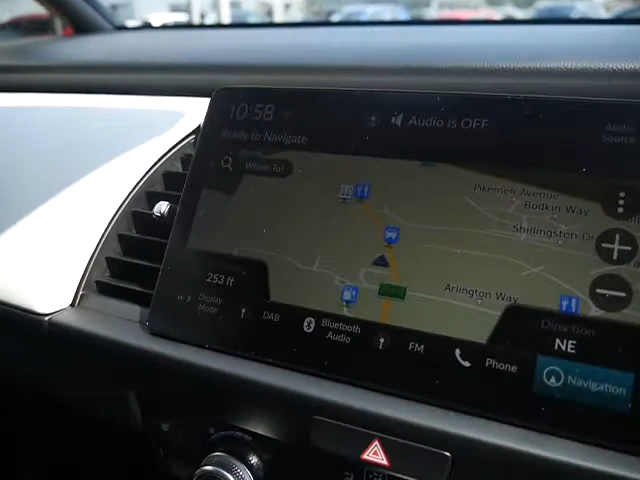 10:58
Audio is OFF
Audio
Source
Ready to Navigate
Where To?
Pikemen Avenue
Bodkin Way
Shillingston Dr
253 ft
Arlington Way
Display
Mode
DAB
Bluetooth
Audio
FM
Phone
Direction
NE
Navigation